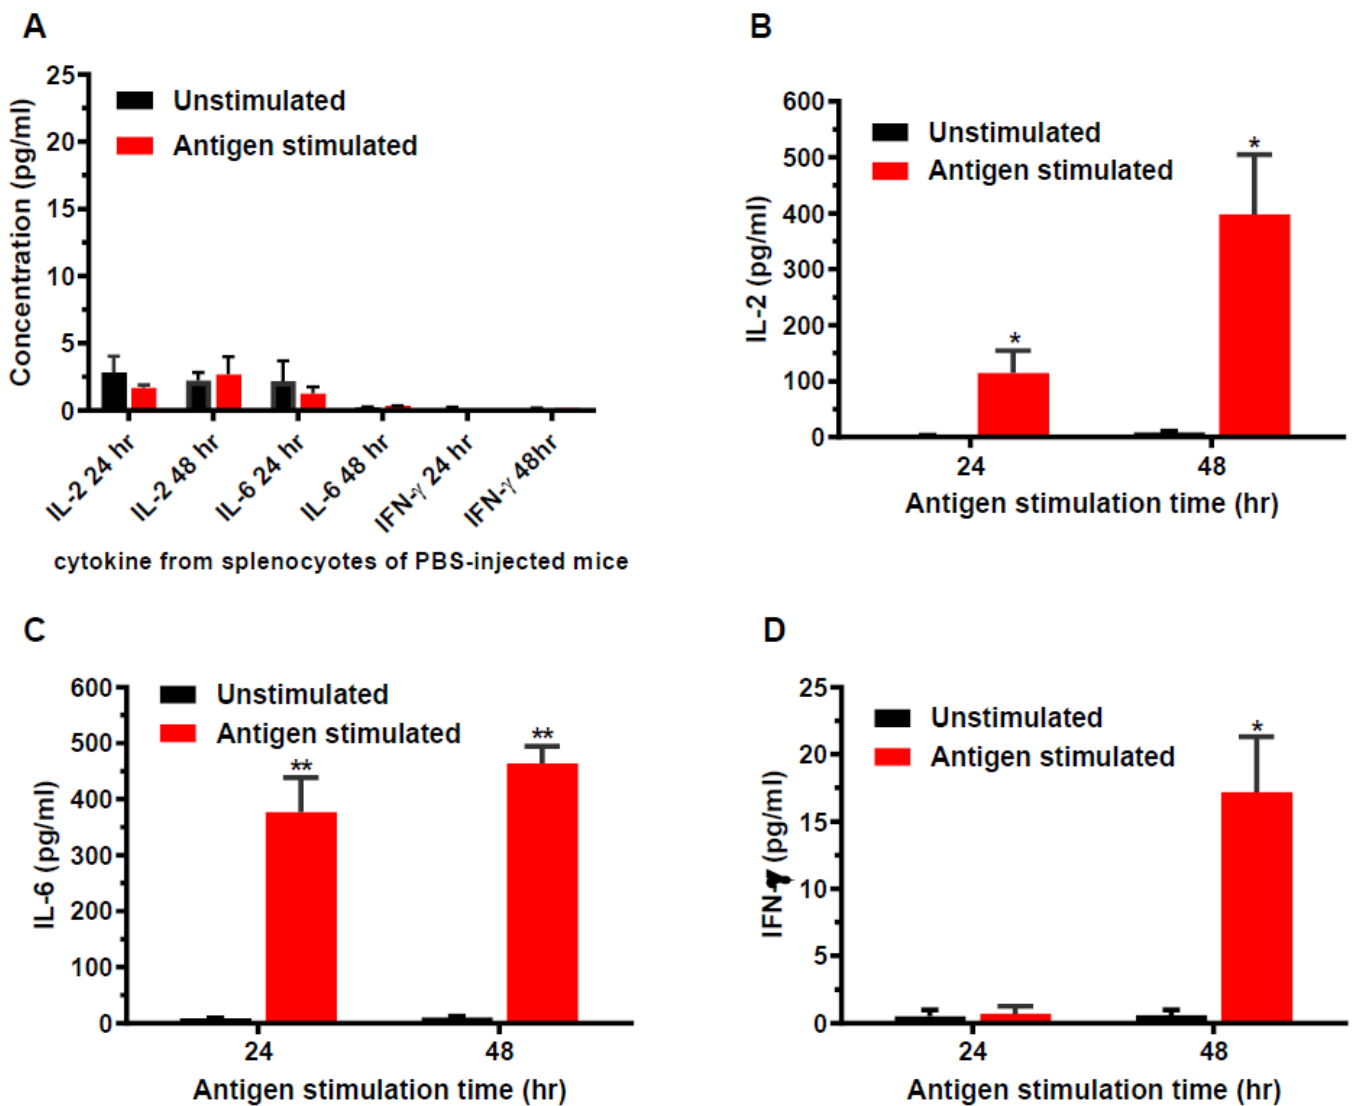 A
25
20
15
10
5
0
Concentration (pg/ml)
Unstimulated
Antigen stimulated
IL-2 24 hr
IL-2 48 hr
IL-6 24 hr
IL-6 48 hr
IFN-γ 24 hr
IFN-γ 48hr
cytokine from splenocyotes of PBS-injected mice
B
600
500
400
300
200
100
0
IL-2 (pg/ml)
Unstimulated
Antigen stimulated
*
*
24
48
Antigen stimulation time (hr)
C
600
500
400
300
200
100
0
IL-6 (pg/ml)
Unstimulated
Antigen stimulated
**
**
24
48
Antigen stimulation time (hr)
D
25
20
15
10
5
0
IFN-γ (pg/ml)
Unstimulated
Antigen stimulated
*
24
48
Antigen stimulation time (hr)